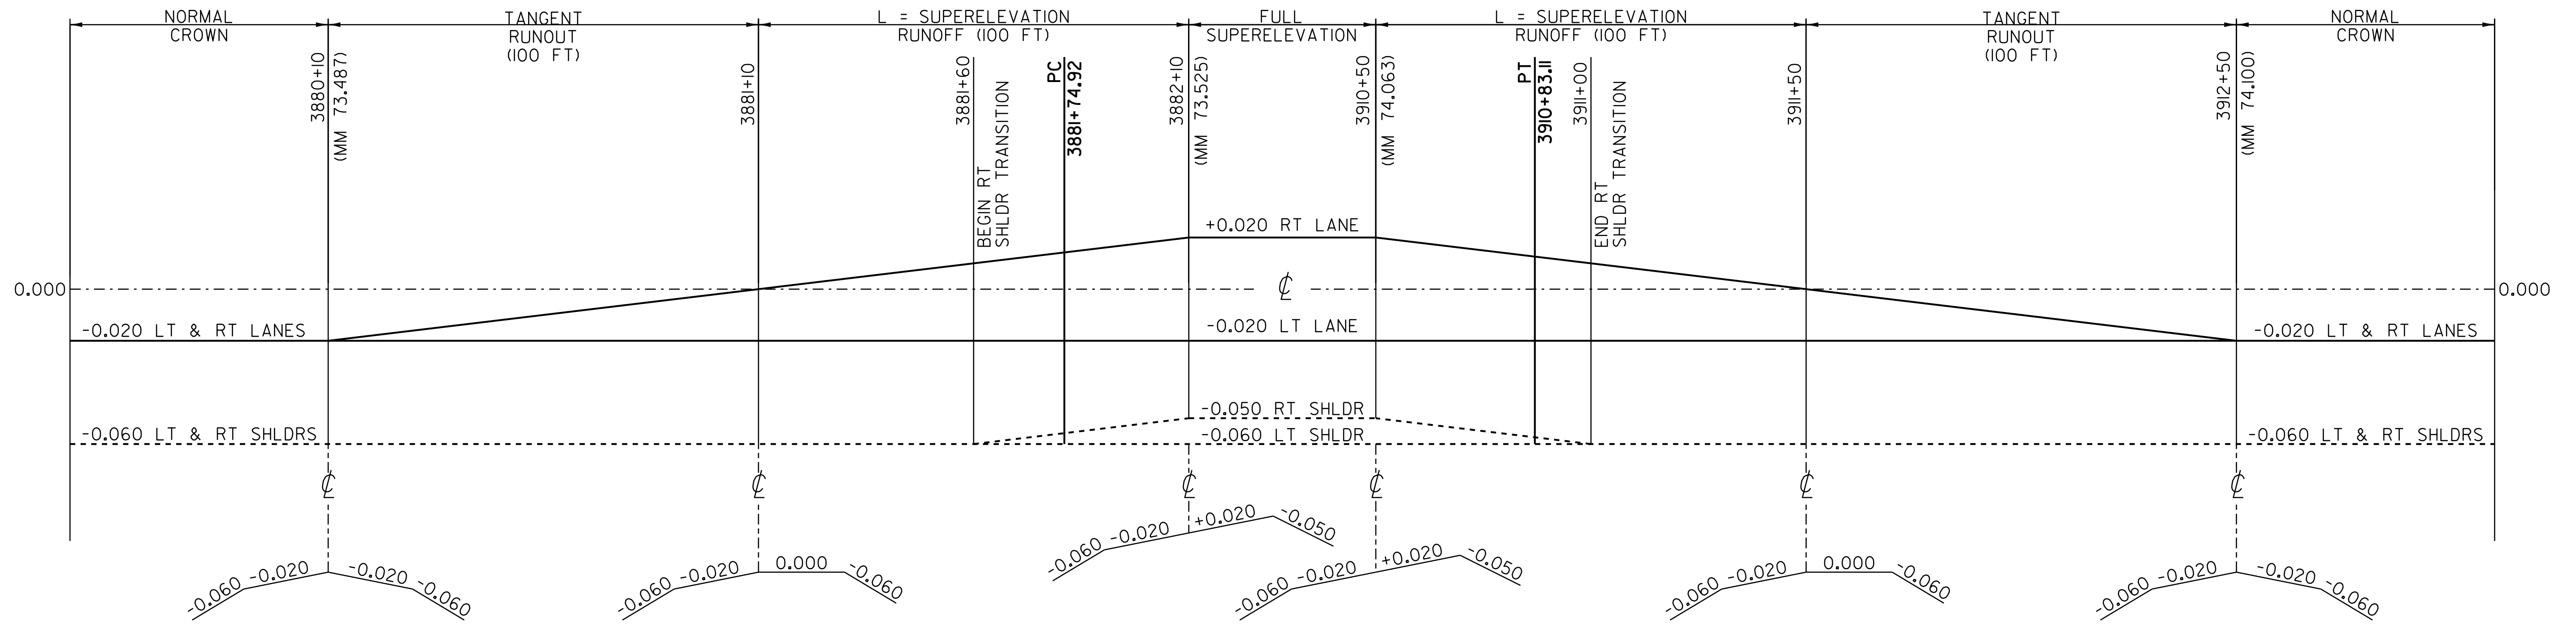 NORMAL
CROWN
TANGENT
RUNOUT
(100 FT)
L = SUPERELEVATION
RUNOFF (100 FT)
FULL
SUPERELEVATION
L = SUPERELEVATION
RUNOFF (100 FT)
TANGENT
RUNOUT
(100 FT)
NORMAL
CROWN
3880+10
(MM 73.487)
3881+10
3881+60
BEGIN RT
SHLDR TRANSITION
PC
3881+74.92
3882+10
(MM 73.525)
3910+50
(MM 74.063)
PT
3910+83.11
3911+00
END RT
SHLDR TRANSITION
3911+50
3912+50
(MM 74.100)
+0.020 RT LANE
0.000
℄
0.000
-0.020 LT & RT LANES
-0.020 LT LANE
-0.020 LT & RT LANES
-0.050 RT SHLDR
-0.060 LT & RT SHLDRS
-0.060 LT SHLDR
-0.060 LT & RT SHLDRS
℄
℄
℄
℄
℄
℄
-0.060 -0.020 -0.020 -0.060
-0.060 -0.020 0.000 -0.060
-0.060 -0.020 +0.020 -0.050
-0.060 -0.020 +0.020 -0.050
-0.060 -0.020 0.000 -0.060
-0.060 -0.020 -0.020 -0.060